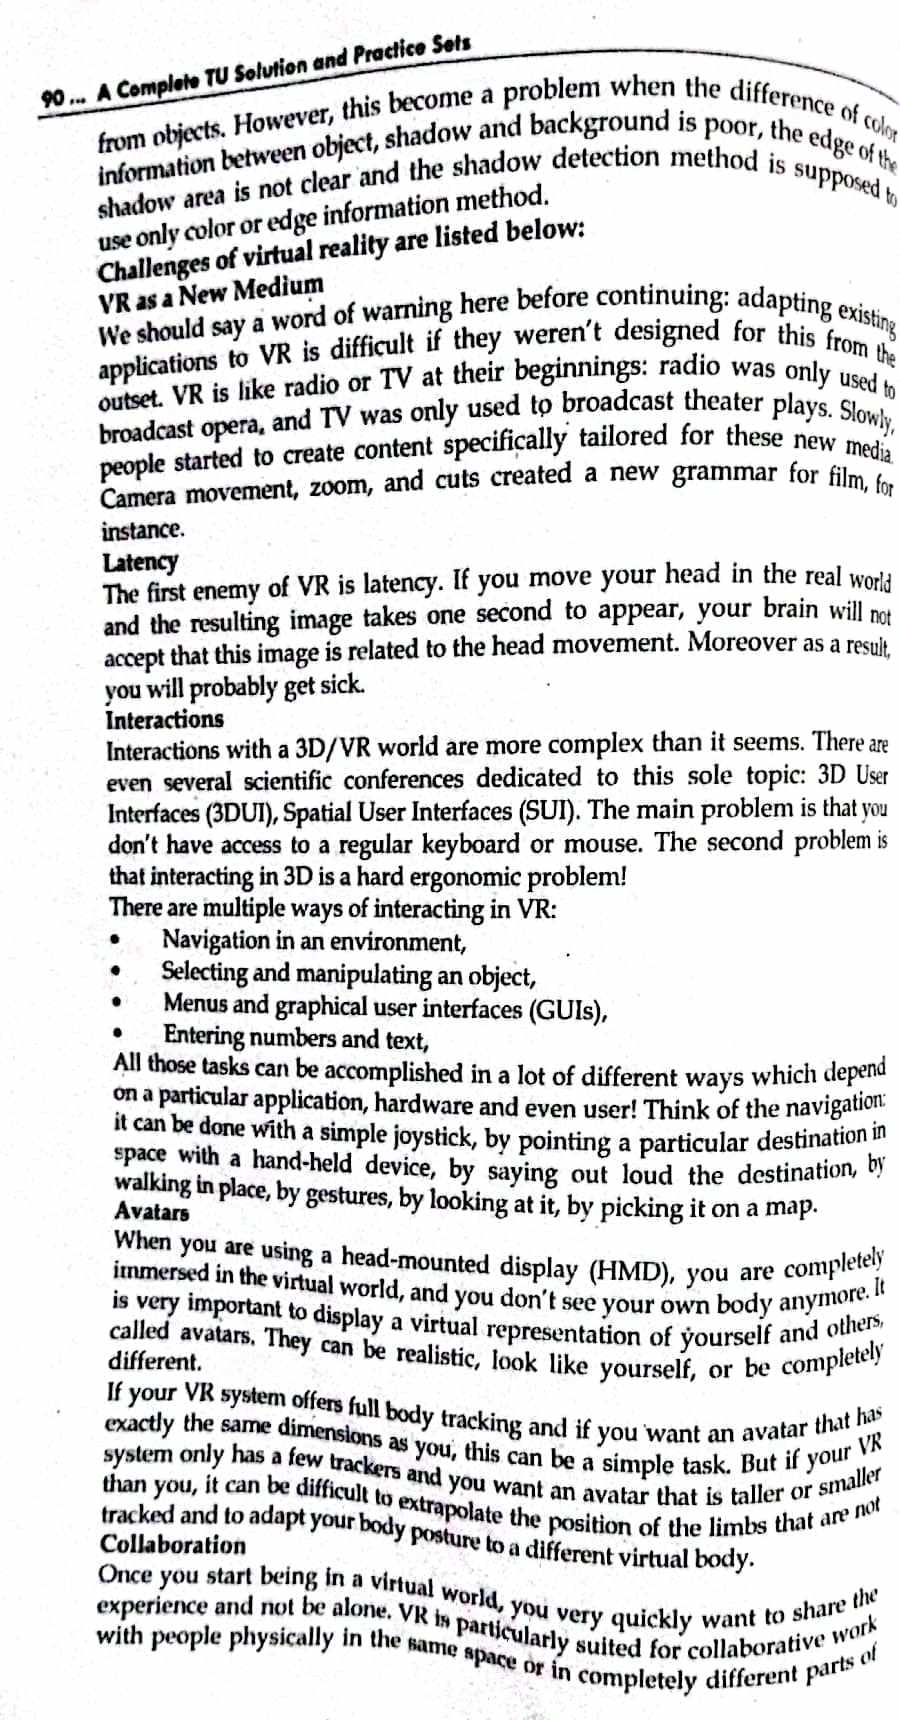 90 ... A Complete TU Solution and Practice Sets
from objects. However, this become a problem when the difference of color
information between object, shadow and background is poor, the edge of the
shadow area is not clear and the shadow detection method is supposed to
use only color or edge information method.
Challenges of virtual reality are listed below:
VR as a New Medium
We should say a word of warning here before continuing: adapting existing
applications to VR is difficult if they weren't designed for this from the
outset. VR is like radio or TV at their beginnings: radio was only used to
broadcast opera, and TV was only used to broadcast theater plays. Slowly,
people started to create content specifically tailored for these new media.
Camera movement, zoom, and cuts created a new grammar for film, for
instance.
Latency
The first enemy of VR is latency. If you move your head in the real world
and the resulting image takes one second to appear, your brain will not
accept that this image is related to the head movement. Moreover as a result,
you will probably get sick.
Interactions
Interactions with a 3D/VR world are more complex than it seems. There are
even several scientific conferences dedicated to this sole topic: 3D User
Interfaces (3DUI), Spatial User Interfaces (SUI). The main problem is that you
don't have access to a regular keyboard or mouse. The second problem is
that interacting in 3D is a hard ergonomic problem!
There are multiple ways of interacting in VR:
• Navigation in an environment,
• Selecting and manipulating an object,
• Menus and graphical user interfaces (GUIs),
• Entering numbers and text,
All those tasks can be accomplished in a lot of different ways which depend
on a particular application, hardware and even user! Think of the navigation:
it can be done with a simple joystick, by pointing a particular destination in
space with a hand-held device, by saying out loud the destination, by
walking in place, by gestures, by looking at it, by picking it on a map.
Avatars
When you are using a head-mounted display (HMD), you are completely
immersed in the virtual world, and you don't see your own body anymore. It
is very important to display a virtual representation of yourself and others,
called avatars. They can be realistic, look like yourself, or be completely
different.
If your VR system offers full body tracking and if you want an avatar that has
exactly the same dimensions as you, this can be a simple task. But if your VR
system only has a few trackers and you want an avatar that is taller or smaller
than you, it can be difficult to extrapolate the position of the limbs that are not
tracked and to adapt your body posture to a different virtual body.
Collaboration
Once you start being in a virtual world, you very quickly want to share the
experience and not be alone. VR is particularly suited for collaborative work
with people physically in the same space or in completely different parts of